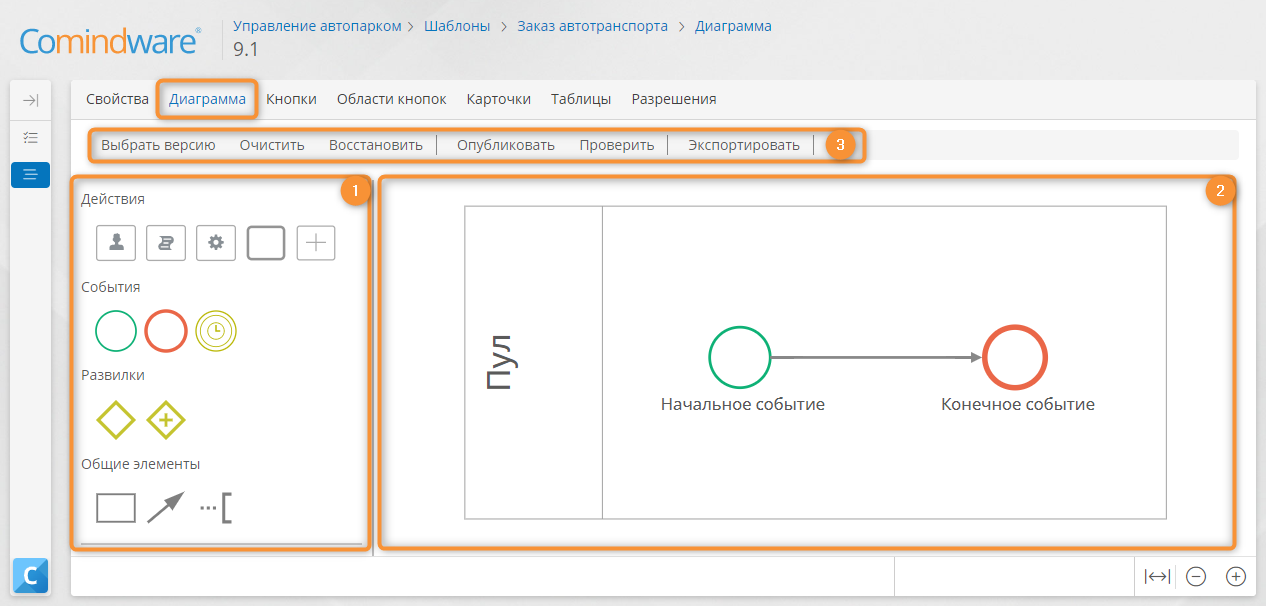 Comindware®
Управление автопарком > Шаблоны > Заказ автотранспорта > Диаграмма
9.1
Свойства Диаграмма Кнопки Области кнопок Карточки Таблицы Разрешения
Выбрать версию Очистить Восстановить Опубликовать Проверить Экспортировать 3
1
2
Действия
События
Развилки
Общие элементы
Пул
Начальное событие Конечное событие
C